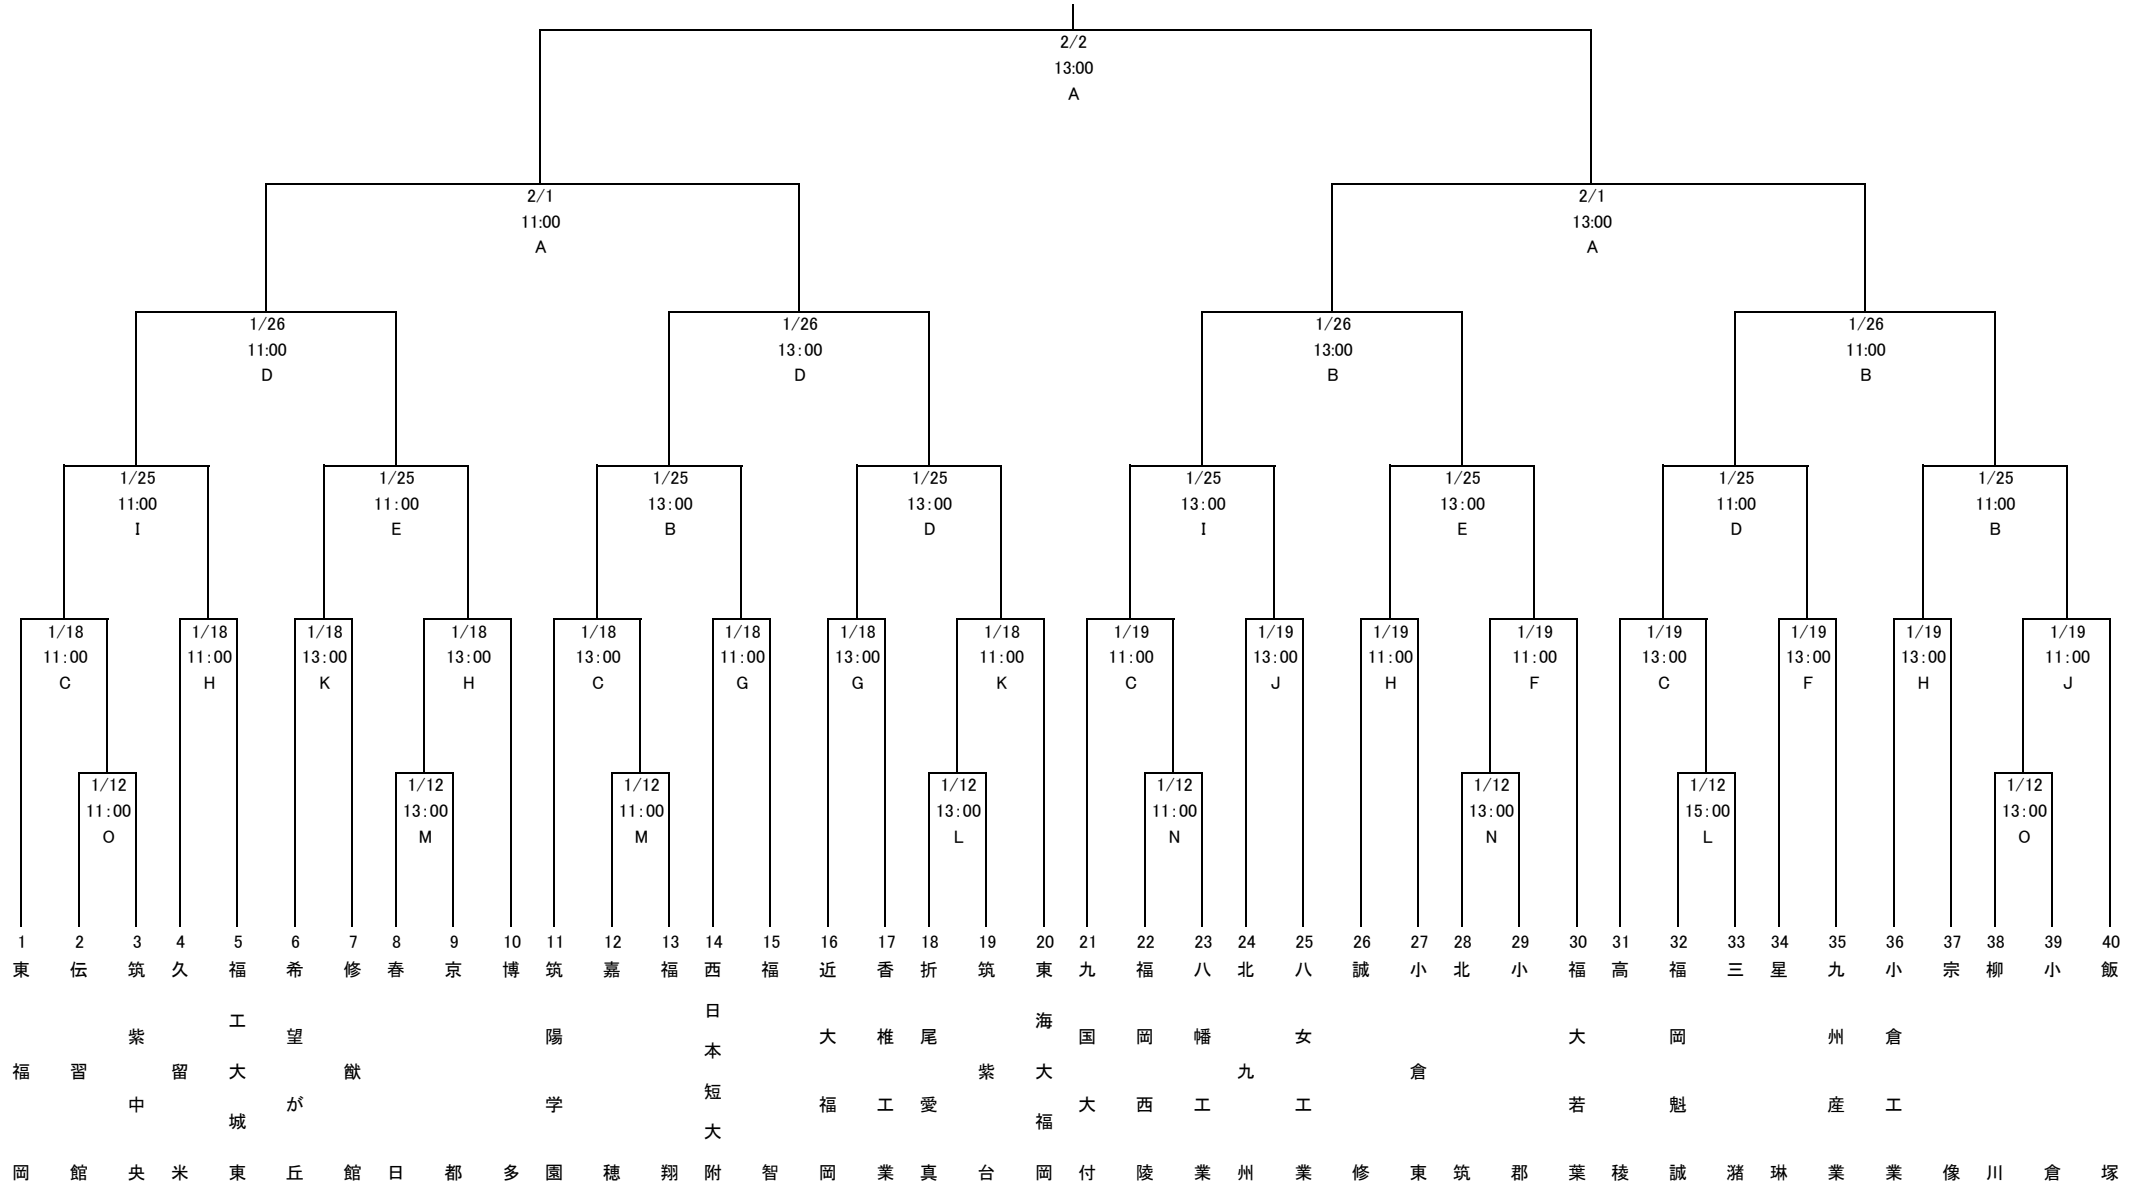 2/2
13:00
A
2/1
11:00
A
2/1
13:00
A
1/26
11:00
D
1/26
13:00
D
1/26
13:00
B
1/26
11:00
B
1/25
11:00
I
1/25
11:00
E
1/25
13:00
B
1/25
13:00
D
1/25
13:00
I
1/25
13:00
E
1/25
11:00
D
1/25
11:00
B
1/18
11:00
C
1/18
11:00
H
1/18
13:00
K
1/18
13:00
H
1/18
13:00
C
1/18
11:00
G
1/18
13:00
G
1/18
11:00
K
1/19
11:00
C
1/19
13:00
J
1/19
11:00
H
1/19
11:00
F
1/19
13:00
C
1/19
13:00
F
1/19
13:00
H
1/19
11:00
J
1/12
11:00
O
1/12
13:00
M
1/12
11:00
M
1/12
13:00
L
1/12
11:00
N
1/12
13:00
N
1/12
15:00
L
1/12
13:00
O
1
東福岡
2
伝習館
3
筑紫中央
4
久留米
5
福工大城東
6
希望が丘
7
修猷館
8
春日
9
京都
10
博多
11
筑陽学園
12
嘉穂
13
福翔
14
西日本短大附
15
福智
16
近大福岡
17
香椎工業
18
折尾愛真
19
筑紫台
20
東海大福岡
21
九国大付
22
福岡西陵
23
八幡工業
24
北九州
25
八女工業
26
誠修
27
小倉東
28
北筑
29
小郡
30
福大若葉
31
高稜
32
福岡魁誠
33
三潴
34
星琳
35
九州産業
36
小倉工業
37
宗像
38
柳川
39
小倉
40
飯塚